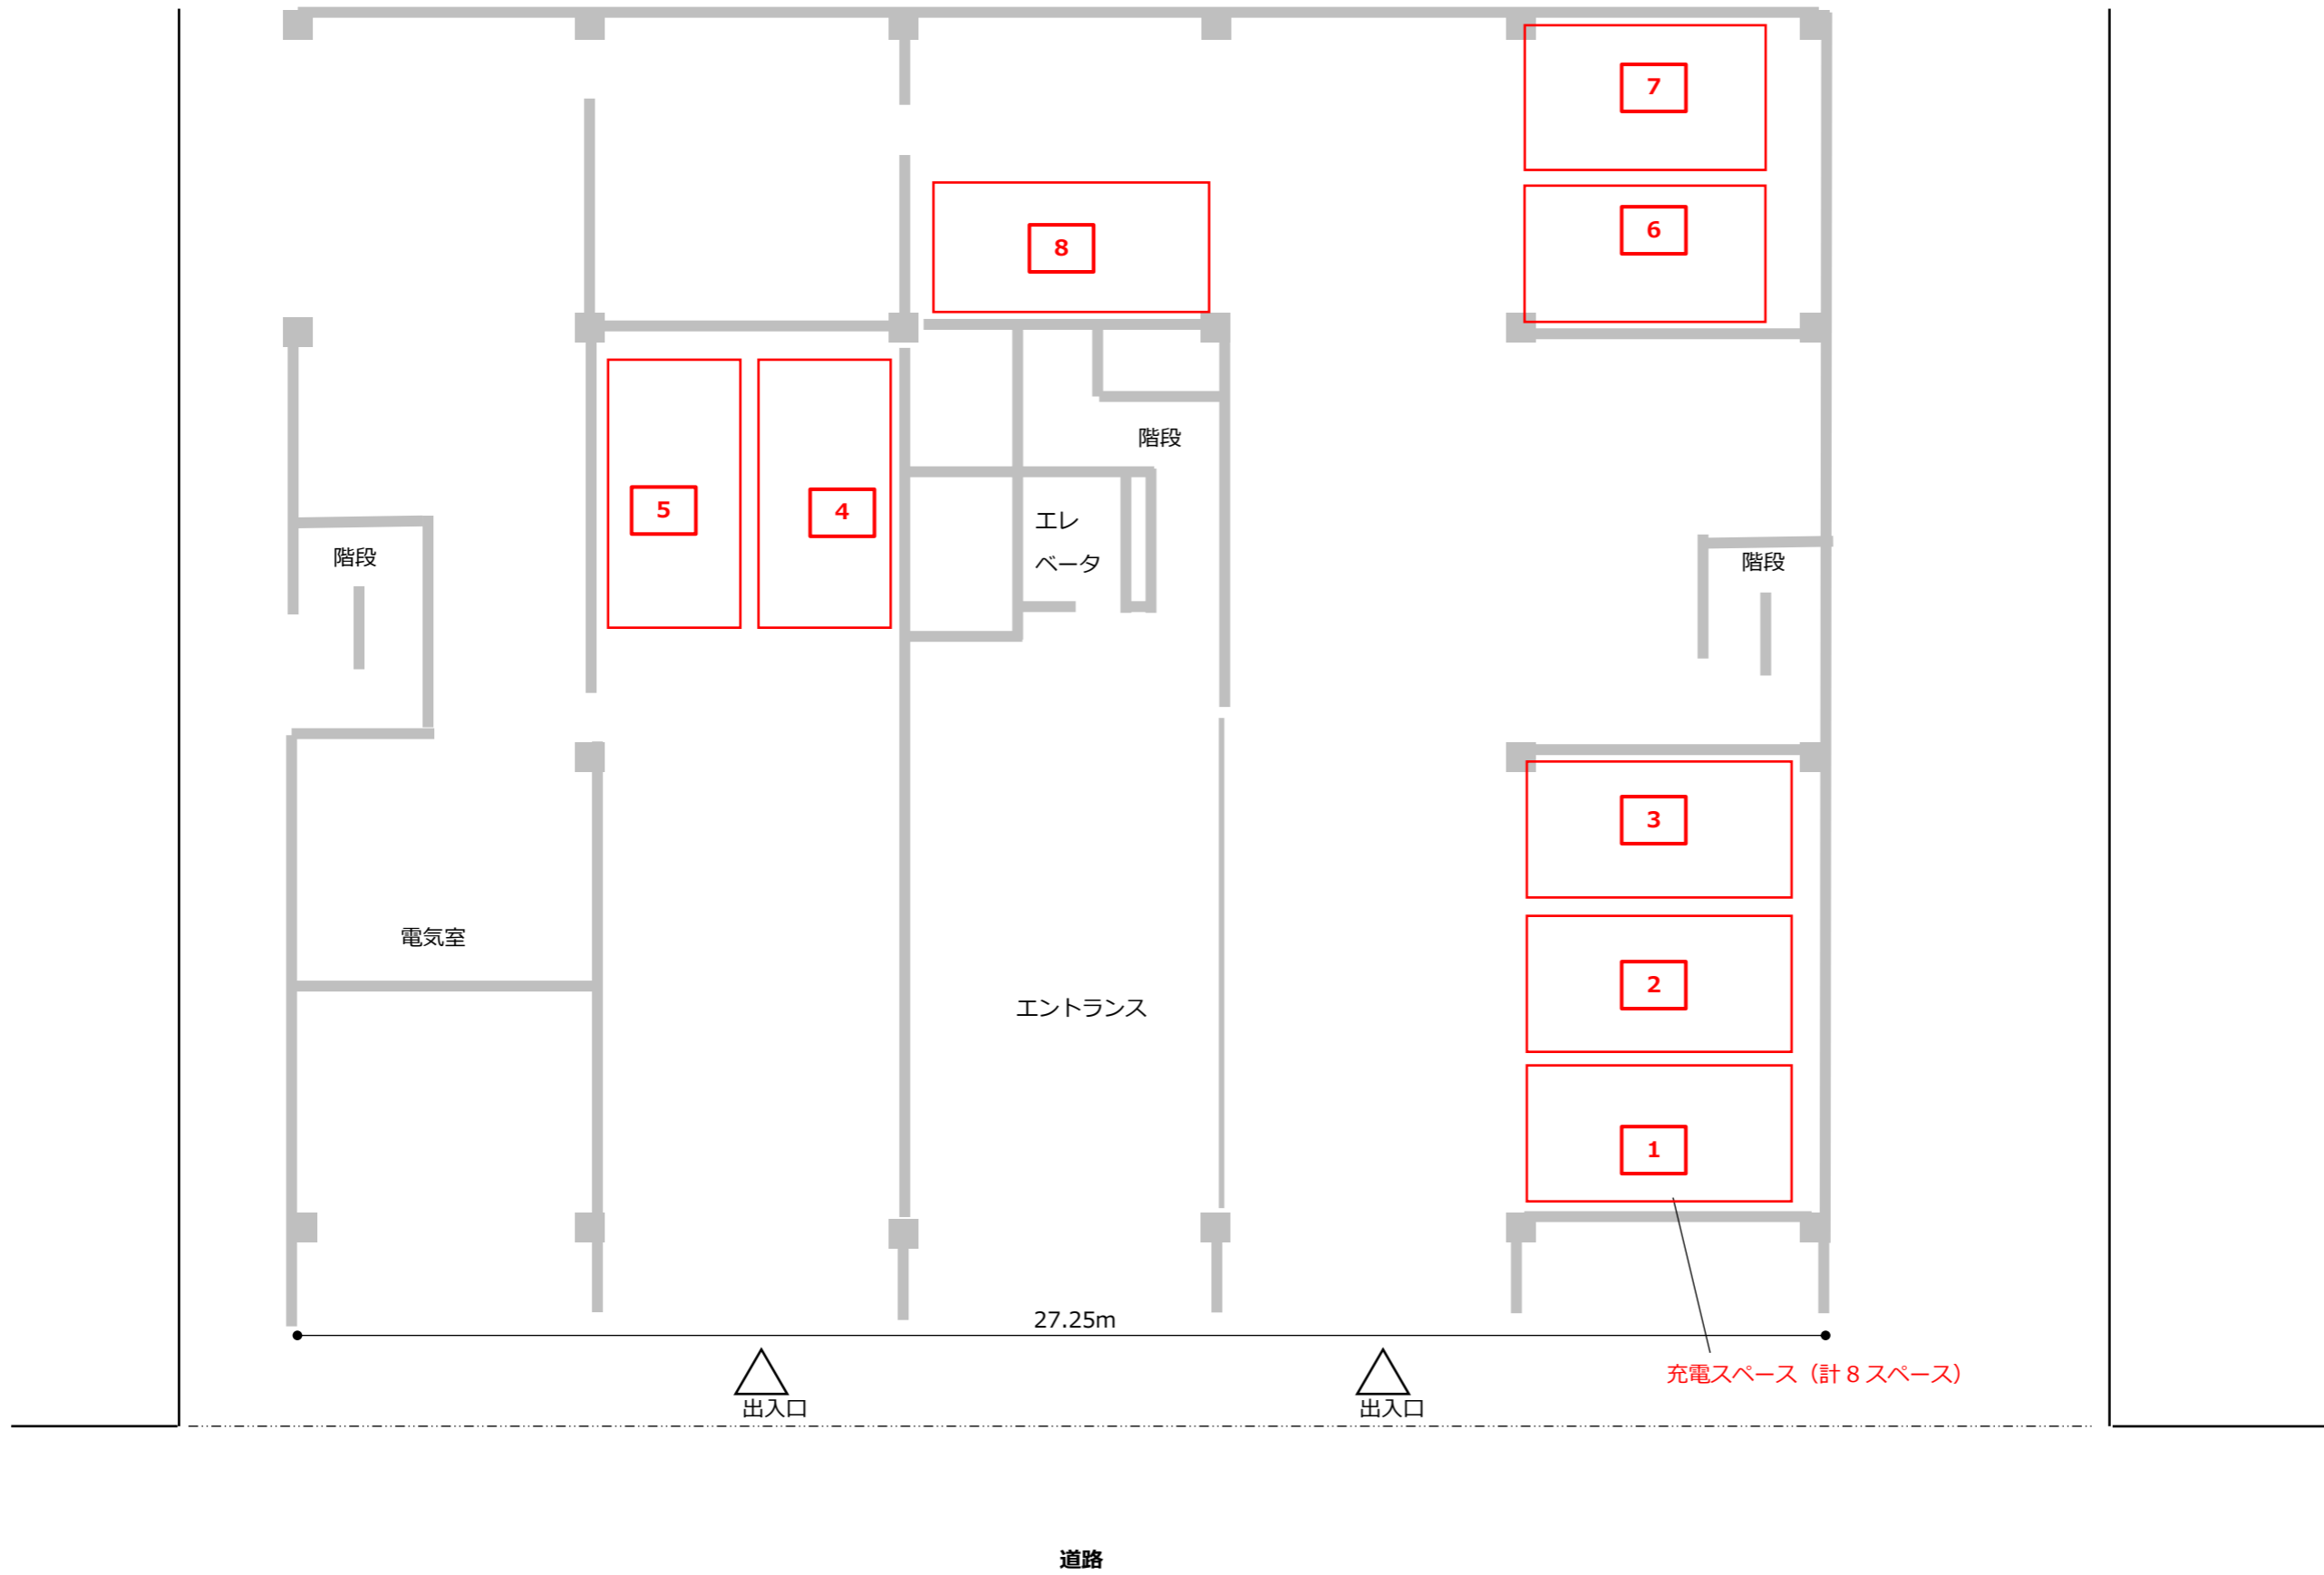 7
6
8
階段
5
4
エレ
ベータ
階段
階段
3
電気室
2
エントランス
1
27.25m
充電スペース（計 8 スペース）
出入口
出入口
道路